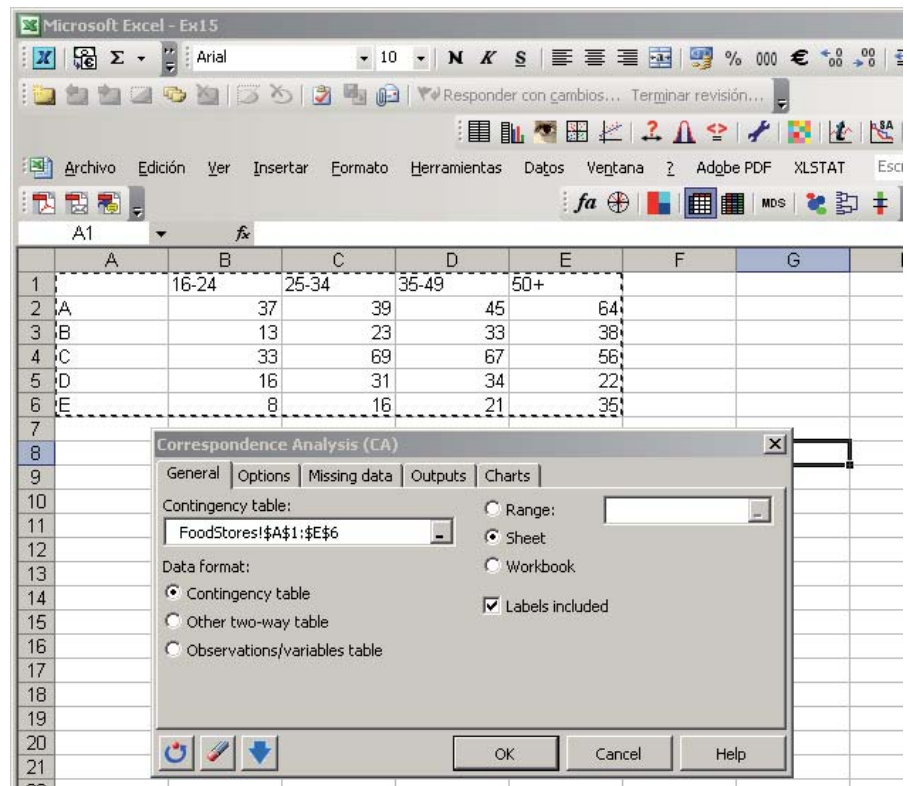 Microsoft Excel - Ex15
Arial 10 N K S % 000 €
Responder con cambios... Terminar revisión...
Archivo Edición Ver Insertar Formato Herramientas Datos Ventana ? Adobe PDF XLSTAT
fa MDS
A1 fx
A B C D E F G
1 16-24 25-34 35-49 50+
2 A 37 39 45 64
3 B 13 23 33 38
4 C 33 69 67 56
5 D 16 31 34 22
6 E 8 16 21 35
7
8
9
10
11
12
13
14
15
16
17
18
19
20
21
Correspondence Analysis (CA)
General Options Missing data Outputs Charts
Contingency table:
FoodStores!$A$1:$E$6
Data format:
Contingency table
Other two-way table
Observations/variables table
Range:
Sheet
Workbook
Labels included
OK Cancel Help